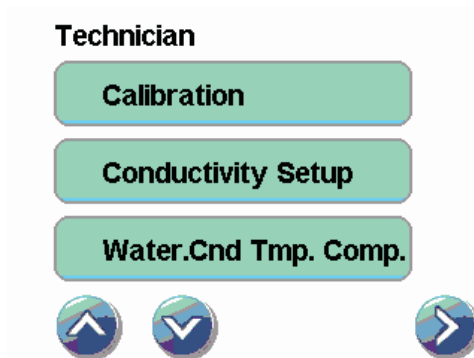 Technician
Calibration
Conductivity Setup
Water.Cnd Tmp. Comp.